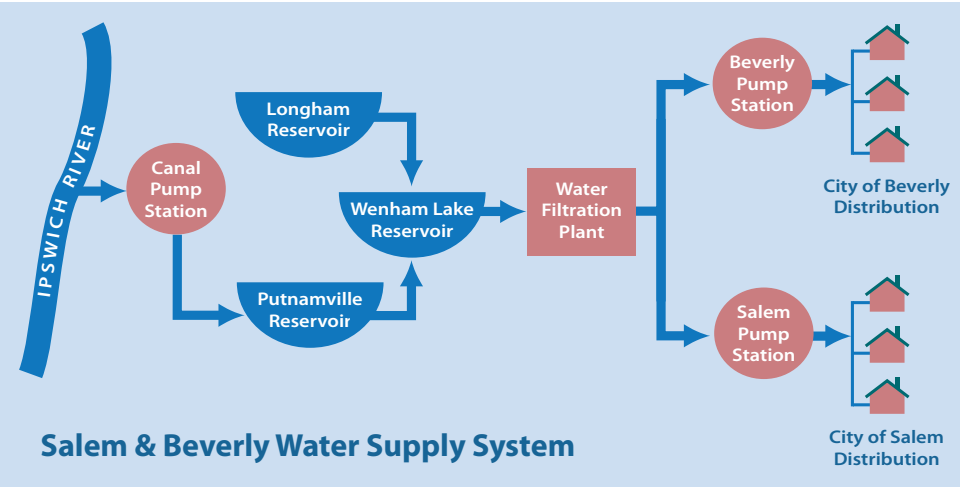 IPSWICH RIVER
Canal
Pump
Station
Longham
Reservoir
Wenham Lake
Reservoir
Putnamville
Reservoir
Water
Filtration
Plant
Beverly
Pump
Station
City of Beverly
Distribution
Salem
Pump
Station
City of Salem
Distribution
Salem & Beverly Water Supply System